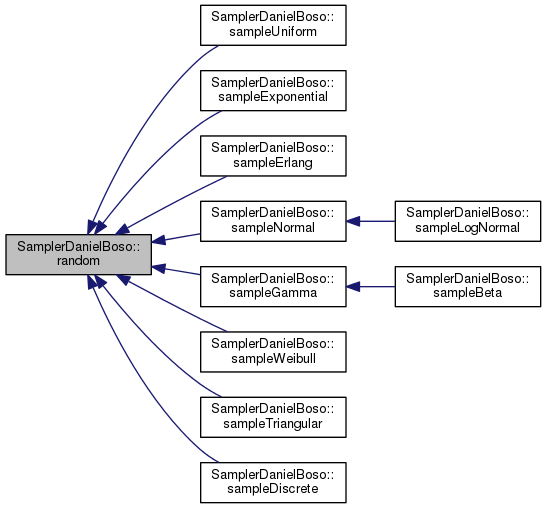 SamplerDanielBoso::
random
SamplerDanielBoso::
sampleUniform
SamplerDanielBoso::
sampleExponential
SamplerDanielBoso::
sampleErlang
SamplerDanielBoso::
sampleNormal
SamplerDanielBoso::
sampleLogNormal
SamplerDanielBoso::
sampleGamma
SamplerDanielBoso::
sampleBeta
SamplerDanielBoso::
sampleWeibull
SamplerDanielBoso::
sampleTriangular
SamplerDanielBoso::
sampleDiscrete